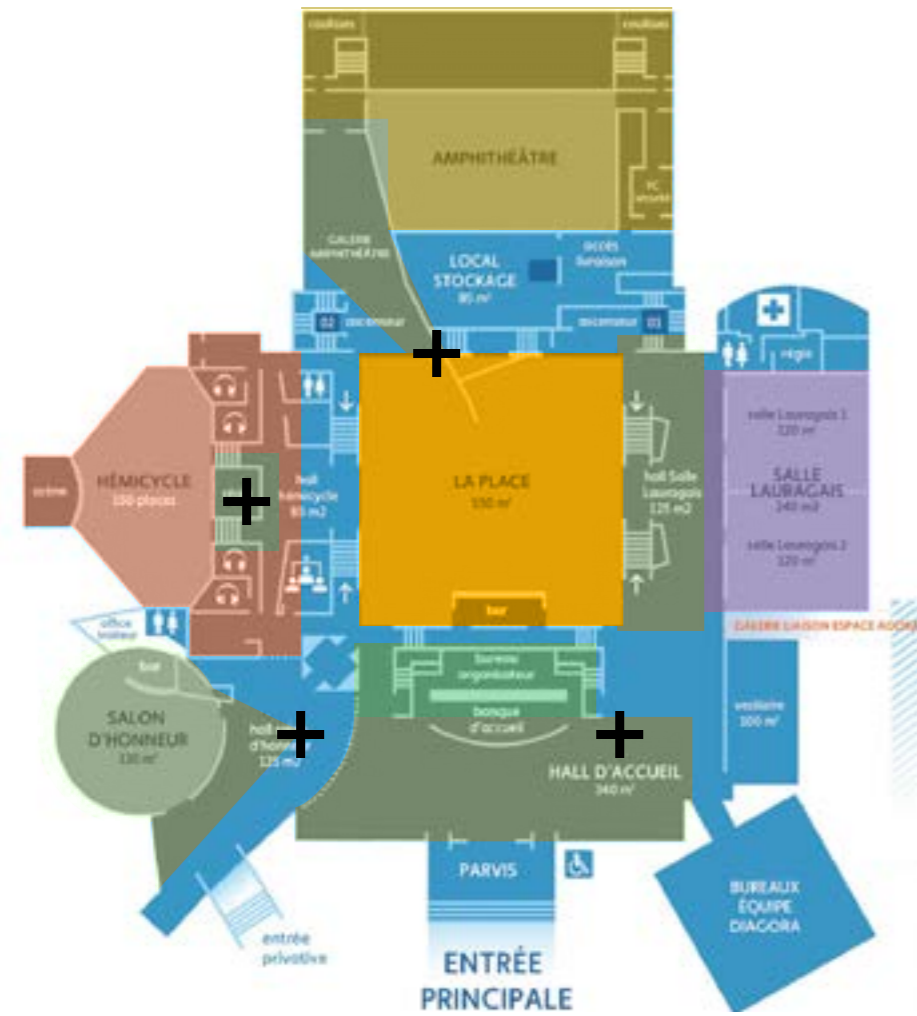 coulisses
coulisses
AMPHITHÉÂTRE
PC
sécurité
GALERIE
AMPHITHÉÂTRE
LOCAL
STOCKAGE
85 m²
accès
livraison
02
ascenseur
ascenseur
01
régie
HÉMICYCLE
150 places
scène
hall
hémicycle
85 m2
LA PLACE
550 m²
hall Salle
Lauragais
125 m2
salle Lauragais 1
120 m²
SALLE
LAURAGAIS
240 m2
salle Lauragais 2
120 m²
bar
GALERIE LIAISON ESPACE AGORA
office
traiteur
bar
SALON
D'HONNEUR
130 m²
hall
d'honneur
125 m2
bureau
organisateur
banque
d'accueil
HALL D'ACCUEIL
340 m²
vestiaire
100 m²
PARVIS
BUREAUX
ÉQUIPE
DIAGORA
entrée
privative
ENTRÉE
PRINCIPALE